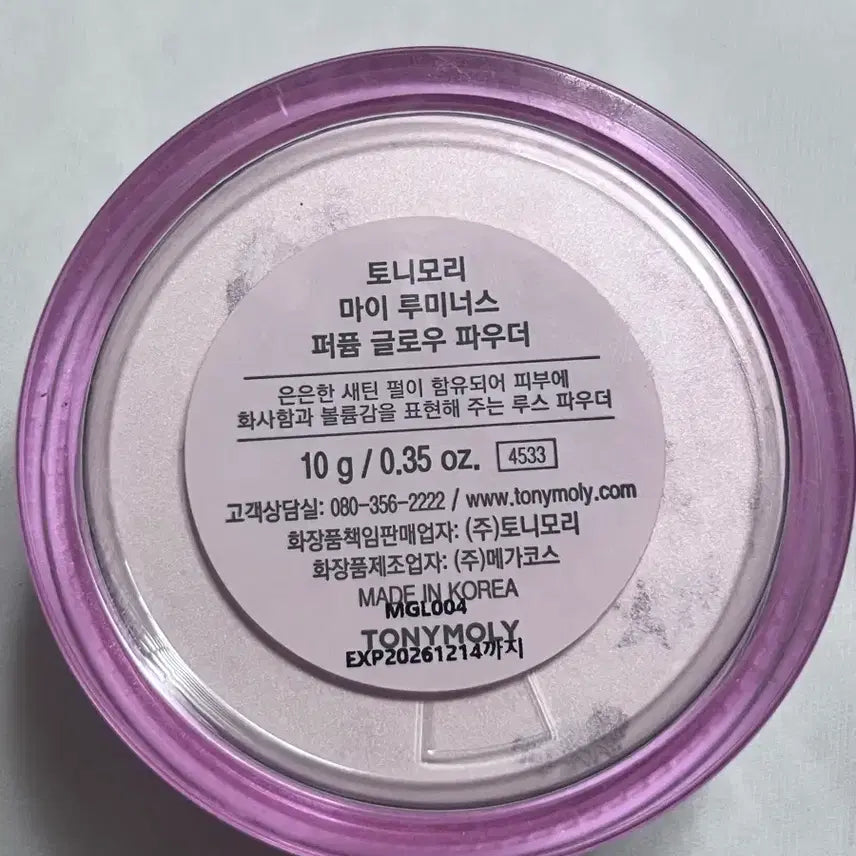 토니모리
마이 루미너스
퍼퓸 글로우 파우더
은은한 새틴 펄이 함유되어 피부에
화사함과 볼륨감을 표현해 주는 루스 파우더
10 g / 0.35 oz. 4533
고객상담실: 080-356-2222 / www.tonymoly.com
화장품책임판매업자: (주)토니모리
화장품제조업자: (주)메가코스
MADE IN KOREA
MGL004
TONYMOLY
EXP20261214까지